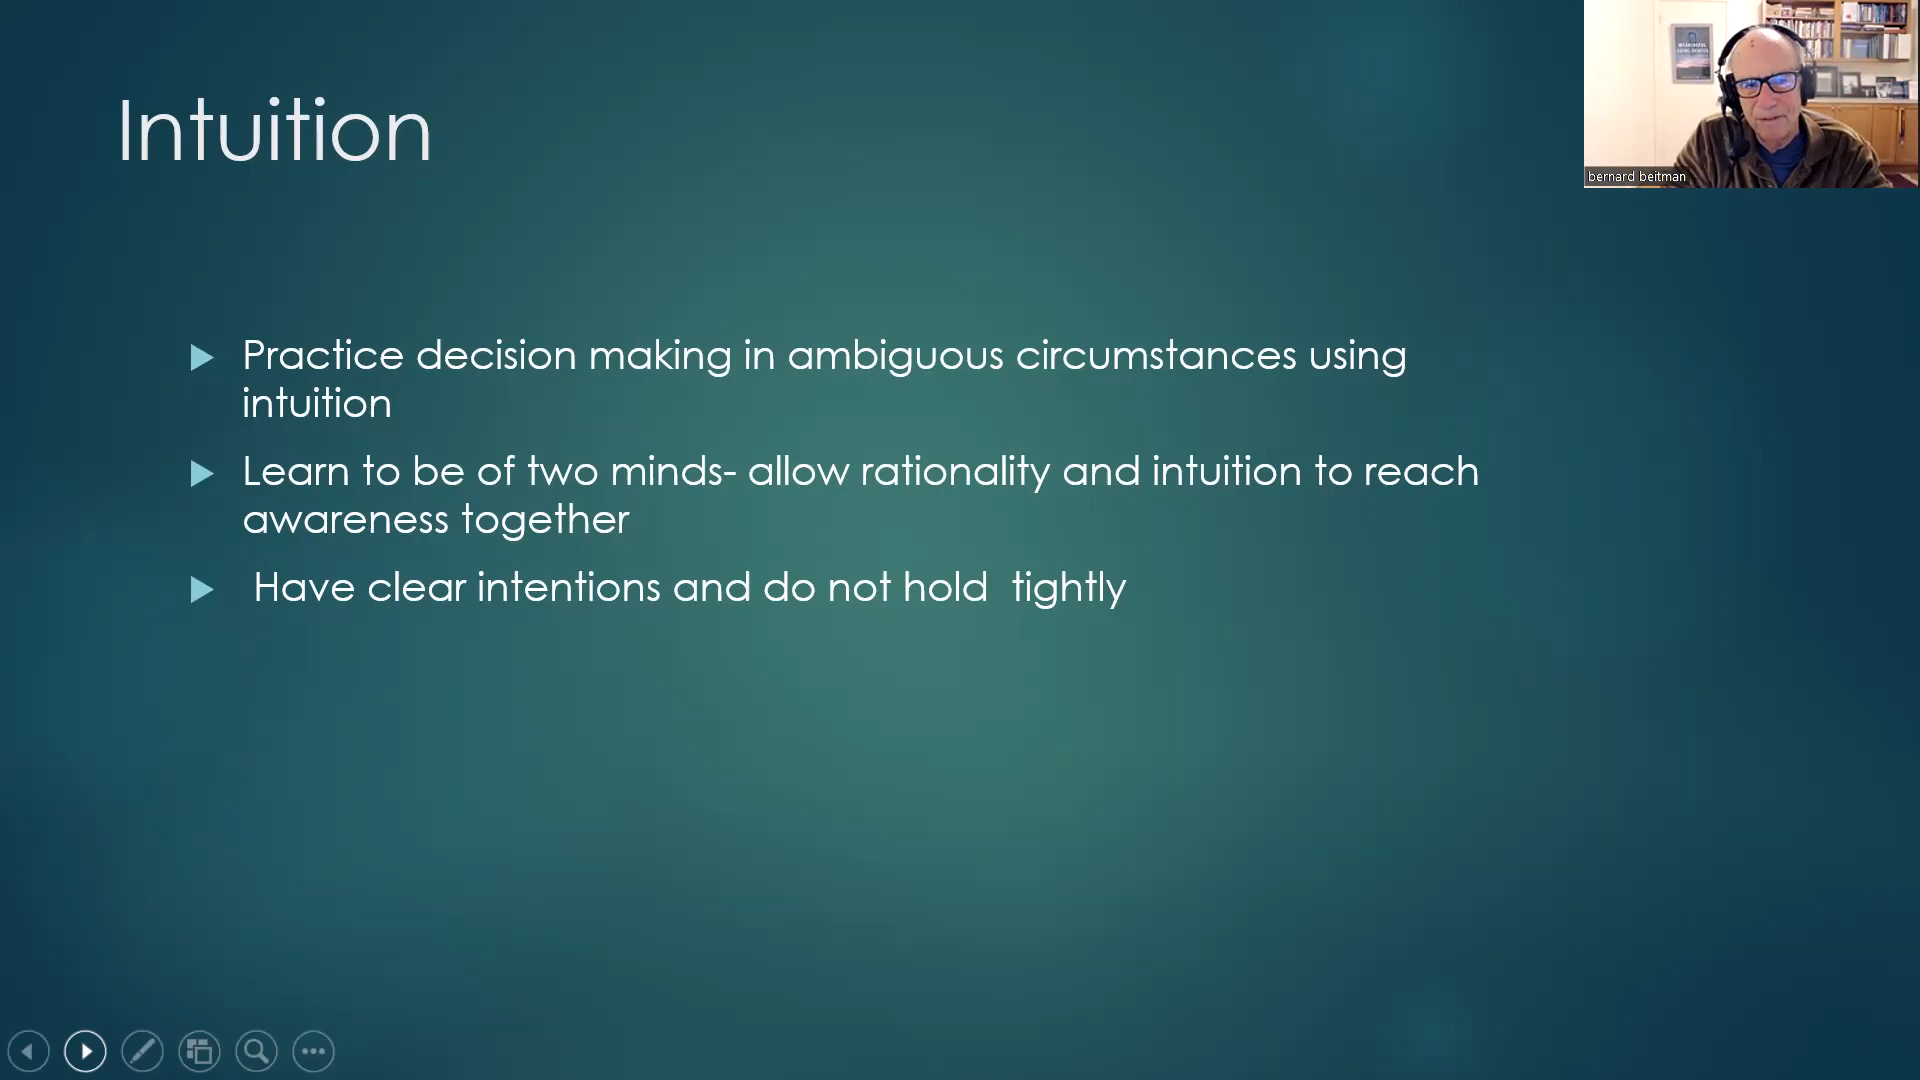 Intuition
Practice decision making in ambiguous circumstances using
intuition
Learn to be of two minds- allow rationality and intuition to reach
awareness together
Have clear intentions and do not hold  tightly
bernard beitman